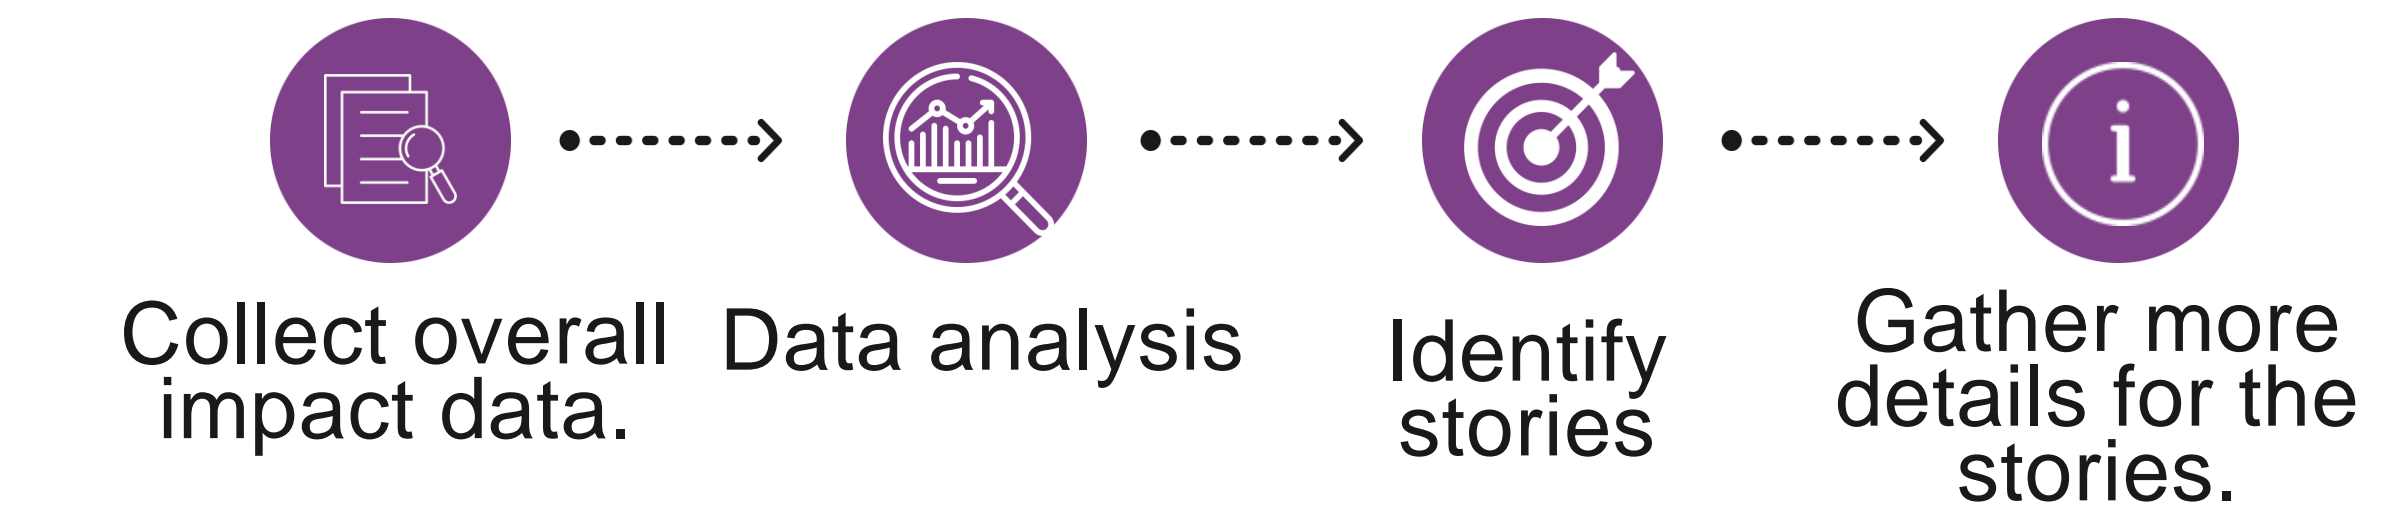 Collect overall
impact data.
Data analysis
Identify
stories
Gather more
details for the
stories.